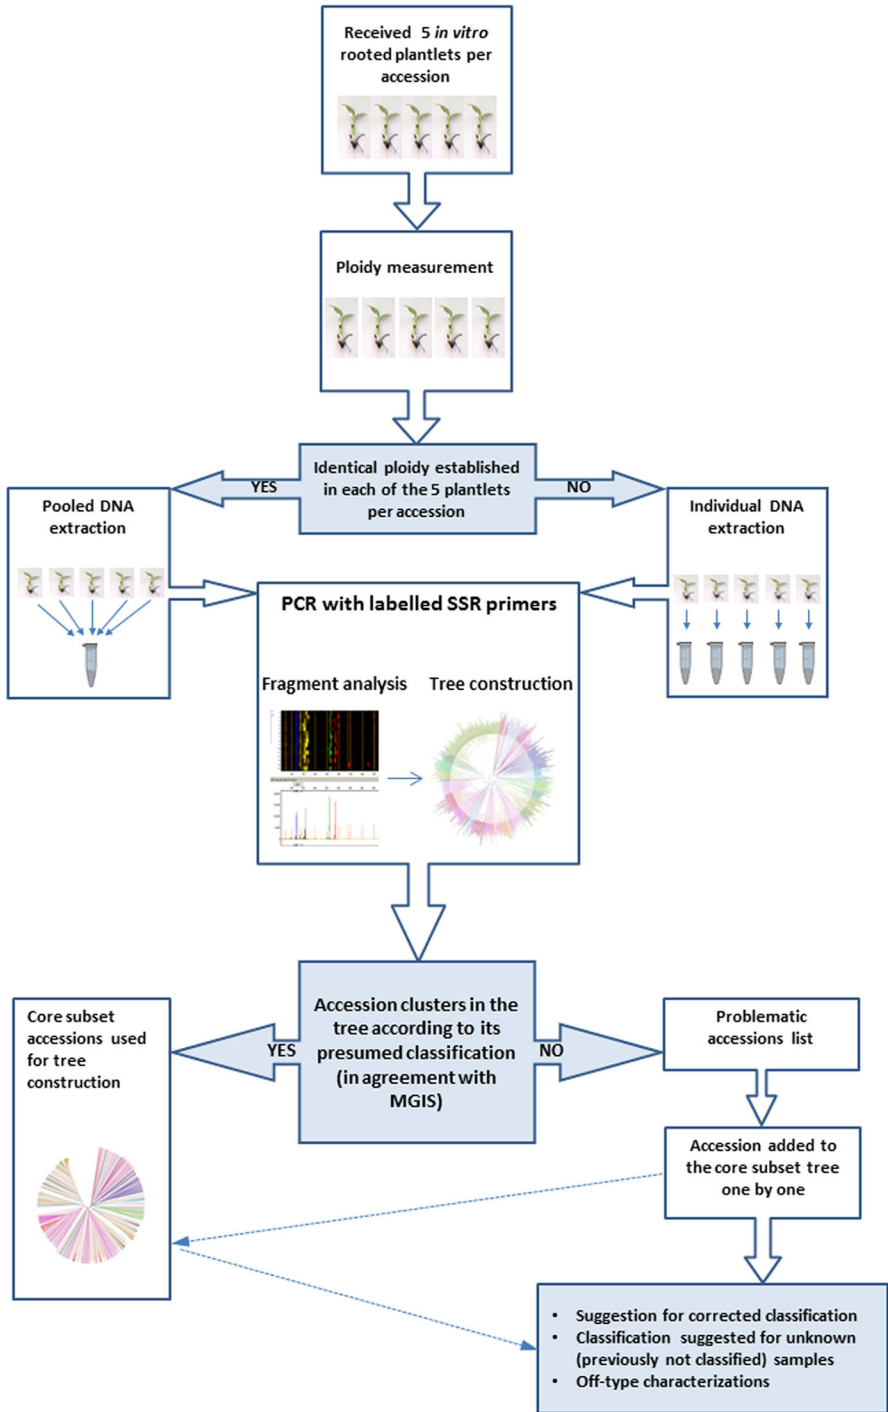 Received 5 in vitro
rooted plantlets per
accession
Ploidy measurement
Identical ploidy established
in each of the 5 plantlets
per accession
YES
NO
Pooled DNA
extraction
Individual DNA
extraction
PCR with labelled SSR primers
Fragment analysis
Tree construction
Accession clusters in the
tree according to its
presumed classification
(in agreement with
MGIS)
YES
NO
Core subset
accessions used
for tree
construction
Problematic
accessions list
Accession added to
the core subset tree
one by one
• Suggestion for corrected classification
• Classification suggested for unknown
(previously not classified) samples
• Off-type characterizations